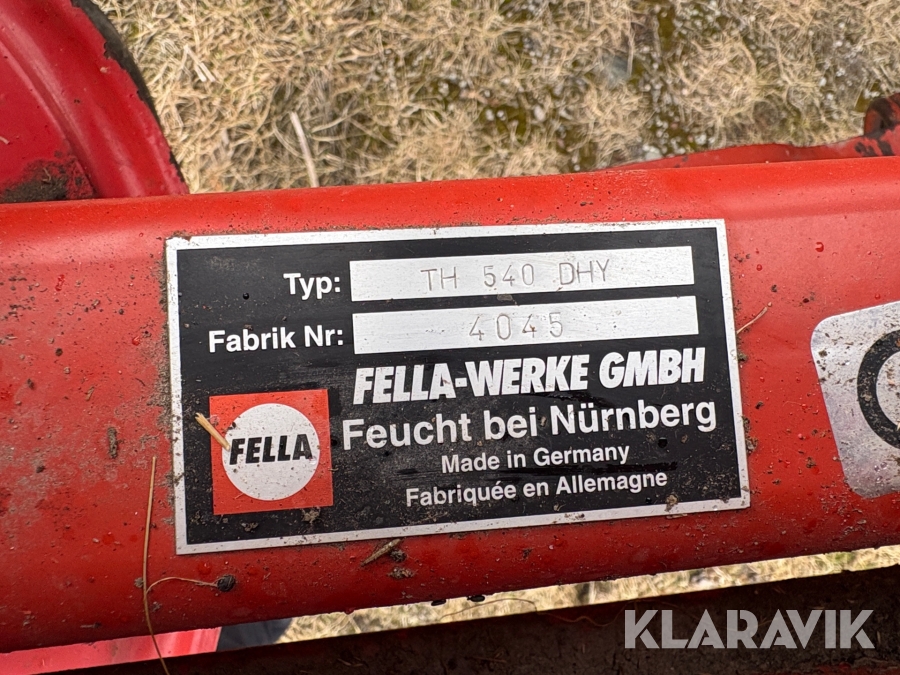 Typ: TH 540 DHY
Fabrik Nr: 4045
FELLA-WERKE GMBH
Feucht bei Nürnberg
FELLA
Made in Germany
Fabriquée en Allemagne
KLARAVIK